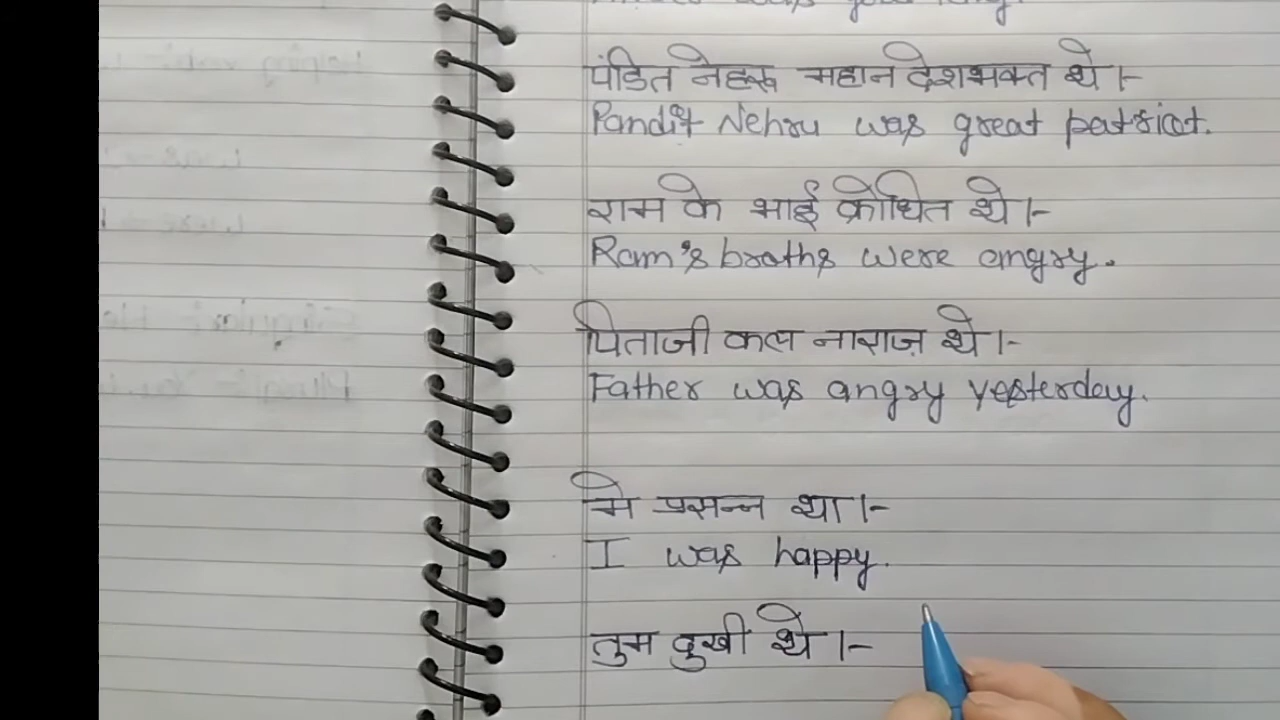 पंडित नेहरू महान देशभक्त थे।-
Pandit Nehru was great patriot.
राम के भाई क्रोधित थे।-
Ram's broths were angry.
पिताजी कल नाराज़ थे।-
Father was angry yesterday.
मे प्रसन्न था।-
I was happy.
तुम दुखी थे।-